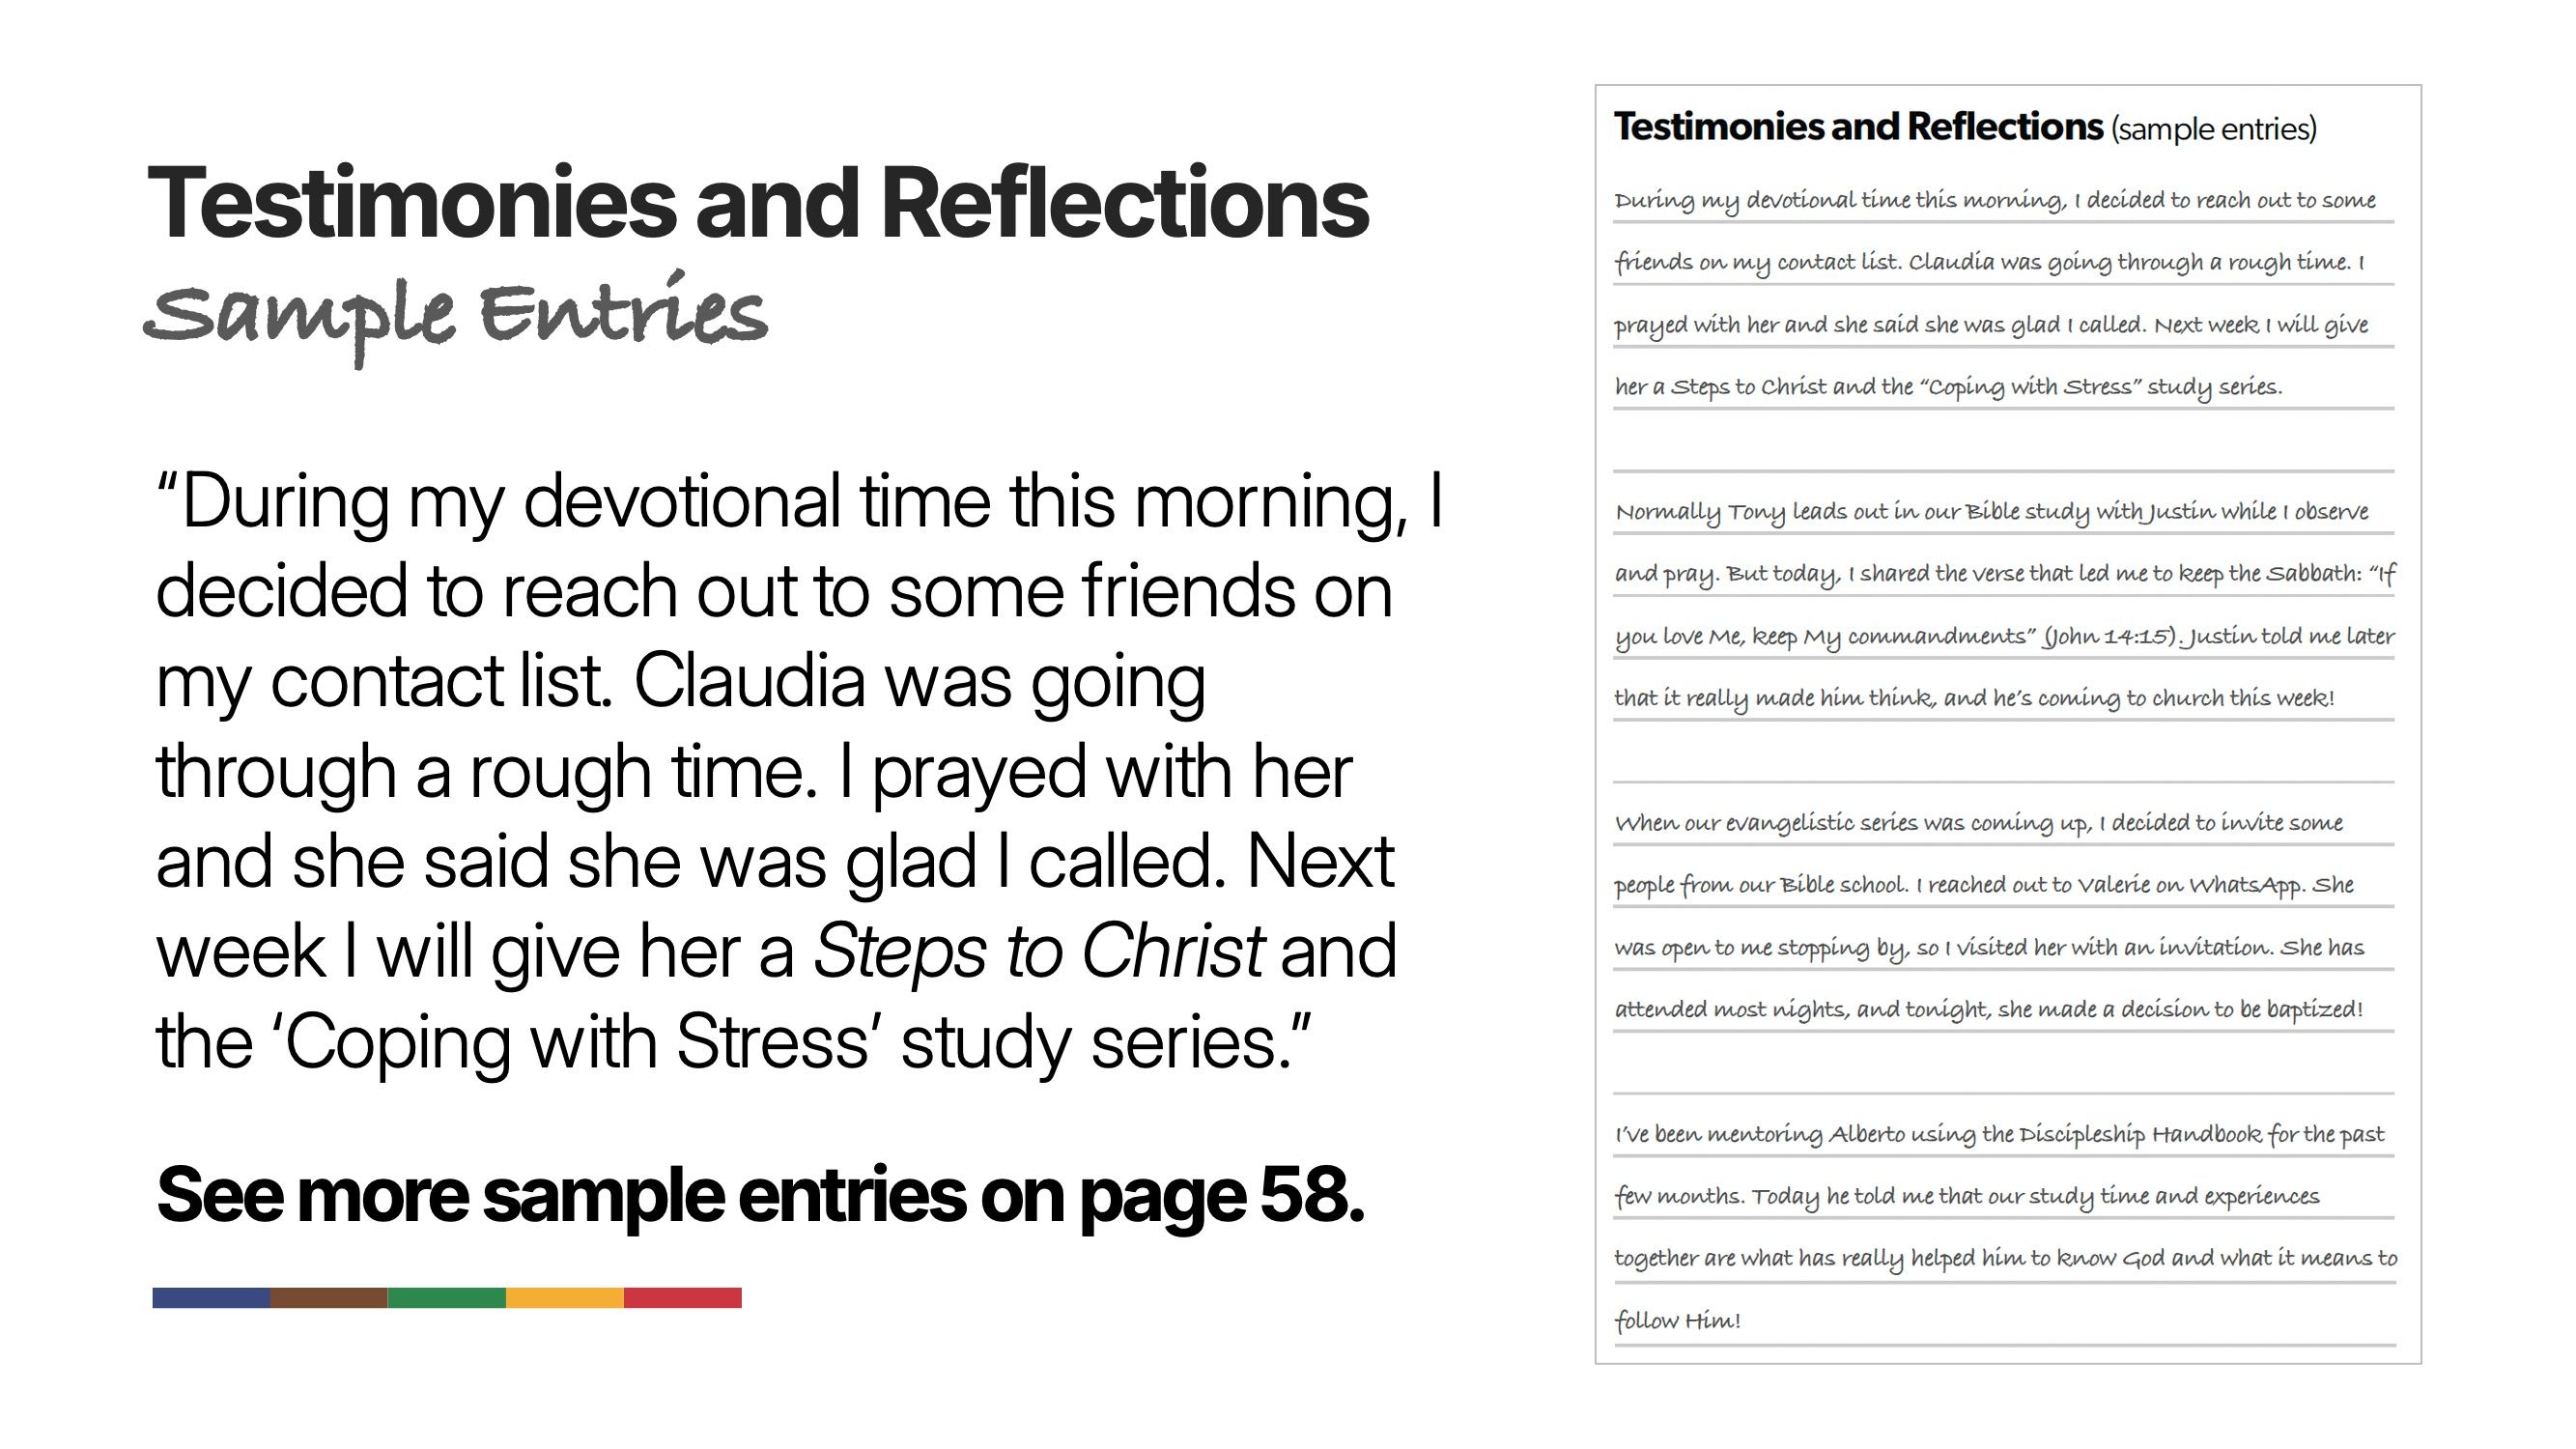 Testimonies and Reflections
Sample Entries
“During my devotional time this morning, I
decided to reach out to some friends on
my contact list. Claudia was going
through a rough time. I prayed with her
and she said she was glad I called. Next
week I will give her a Steps to Christ and
the ‘Coping with Stress’ study series.”
See more sample entries on page 58.
Testimonies and Reflections (sample entries)
During my devotional time this morning, I decided to reach out to some
friends on my contact list. Claudia was going through a rough time. I
prayed with her and she said she was glad I called. Next week I will give
her a Steps to Christ and the “Coping with Stress” study series.
Normally Tony leads out in our Bible study with Justin while I observe
and pray. But today, I shared the verse that led me to keep the Sabbath: “If
you love Me, keep My commandments” (John 14:15). Justin told me later
that it really made him think, and he’s coming to church this week!
When our evangelistic series was coming up, I decided to invite some
people from our Bible school. I reached out to Valerie on WhatsApp. She
was open to me stopping by, so I visited her with an invitation. She has
attended most nights, and tonight, she made a decision to be baptized!
I’ve been mentoring Alberto using the Discipleship Handbook for the past
few months. Today he told me that our study time and experiences
together are what has really helped him to know God and what it means to
follow Him!